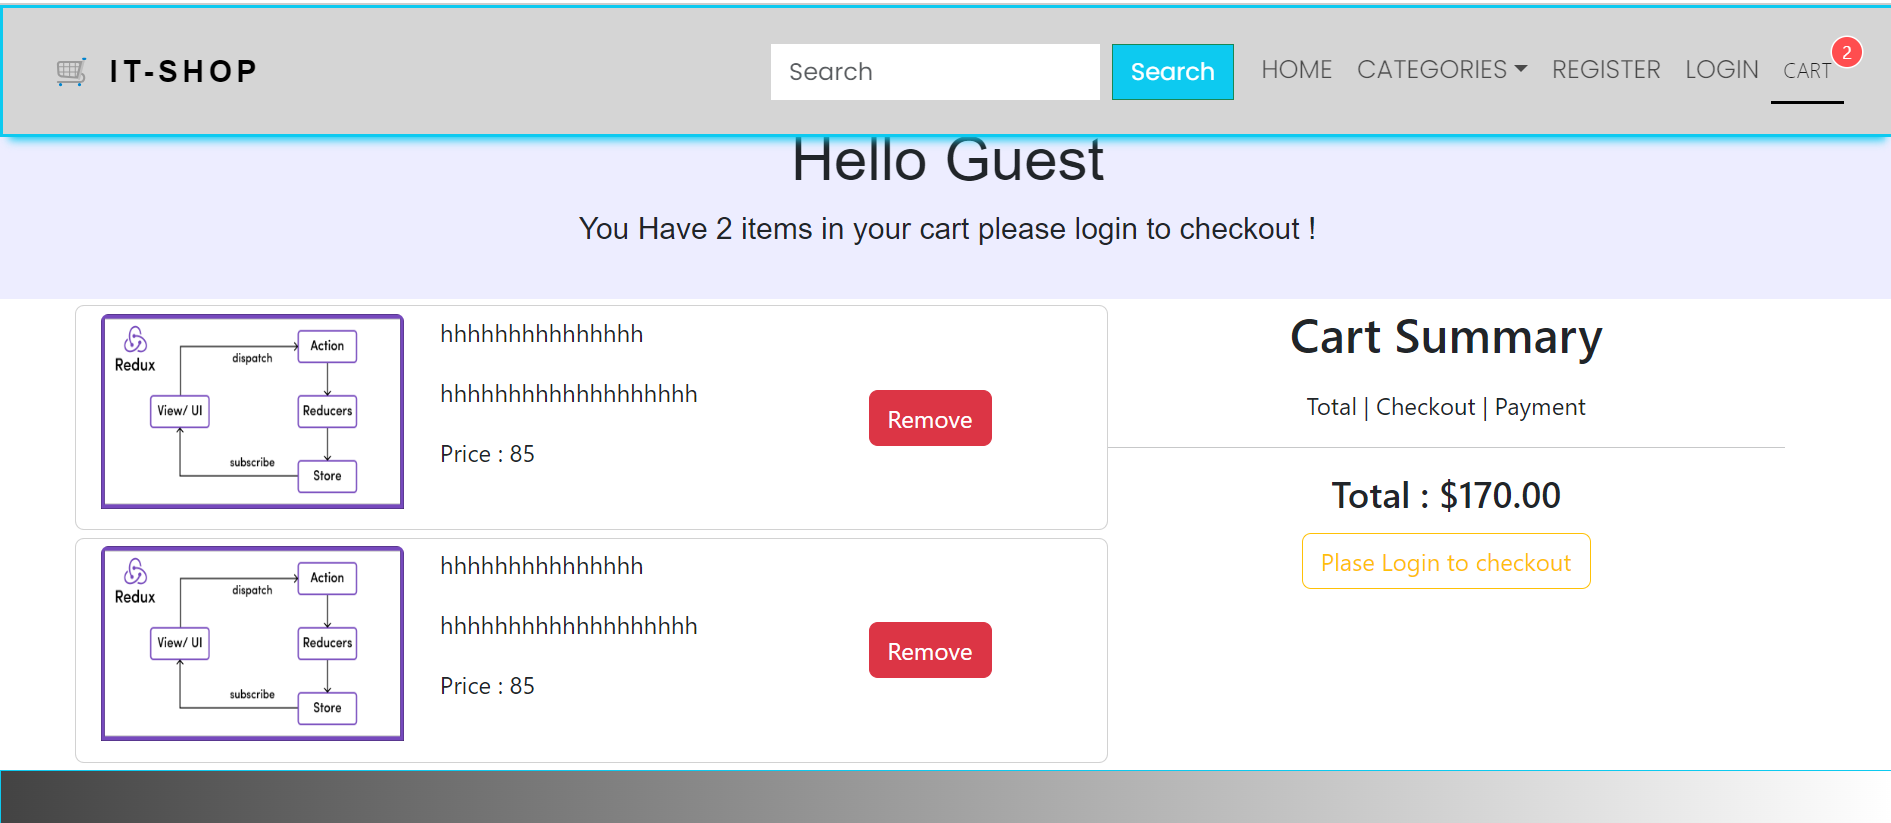 IT-SHOP
Search
Search
HOME
CATEGORIES
REGISTER
LOGIN
CART
2
Hello Guest
You Have 2 items in your cart please login to checkout !
Redux
dispatch
Action
View/ UI
Reducers
subscribe
Store
hhhhhhhhhhhhhhh
hhhhhhhhhhhhhhhhhhh
Price : 85
Remove
Redux
dispatch
Action
View/ UI
Reducers
subscribe
Store
hhhhhhhhhhhhhhh
hhhhhhhhhhhhhhhhhhh
Price : 85
Remove
Cart Summary
Total | Checkout | Payment
Total : $170.00
Plase Login to checkout